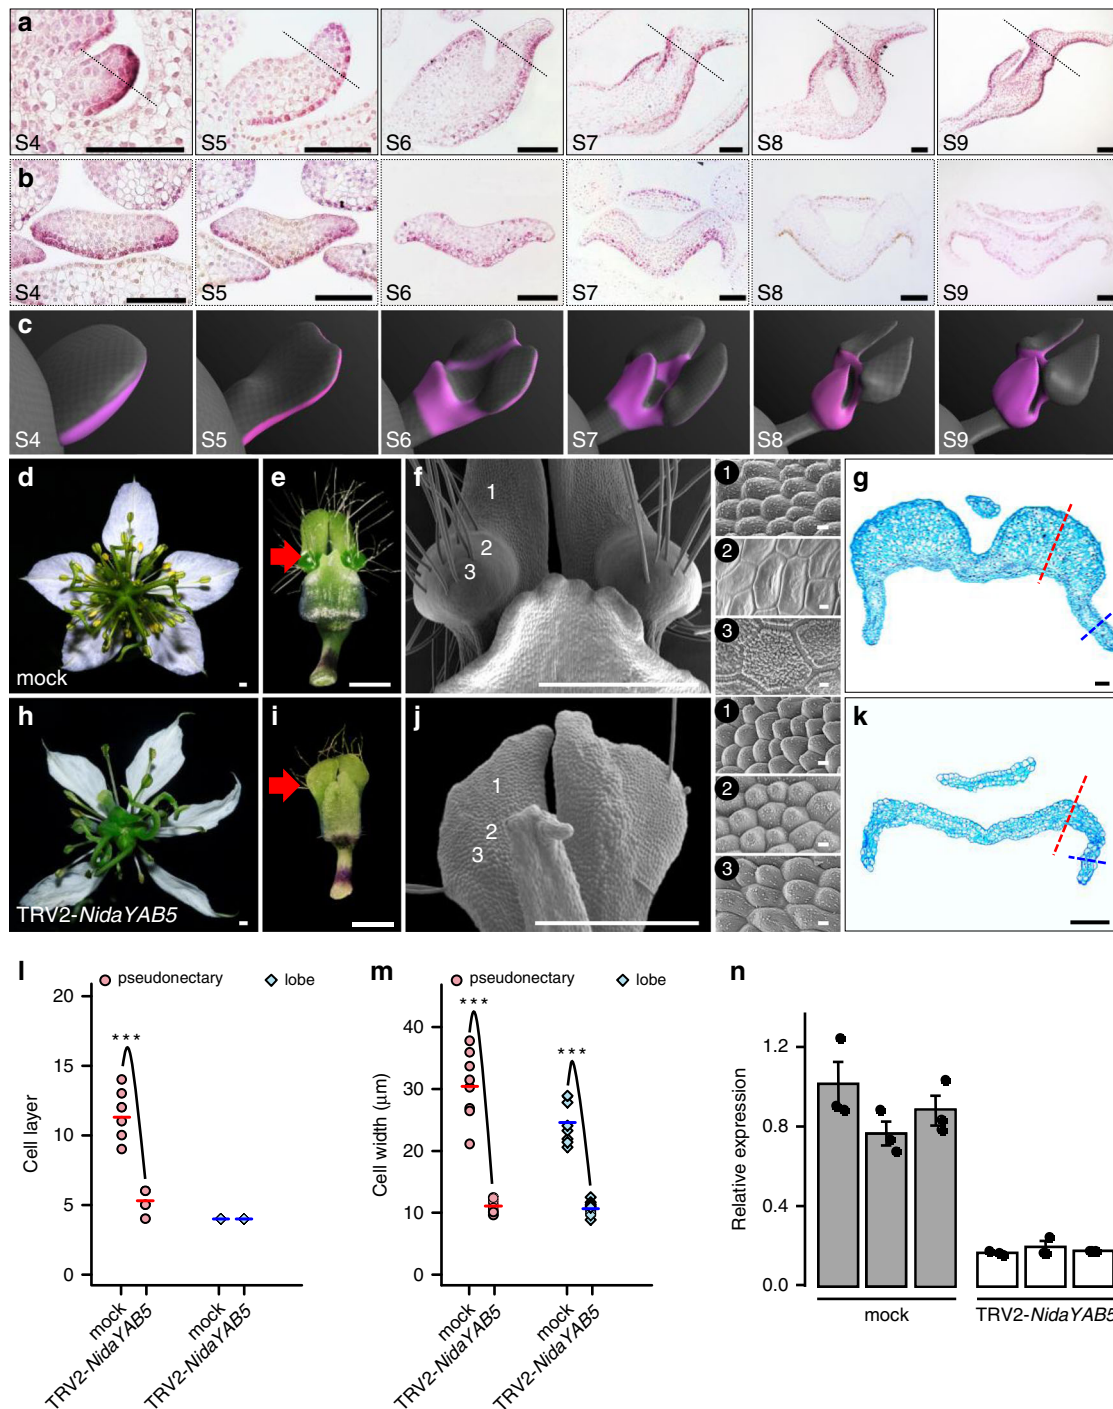 a
S4 S5 S6 S7 S8 S9
b
S4 S5 S6 S7 S8 S9
c
S4 S5 S6 S7 S8 S9
d e f g
mock
1
2
3
1
2
3
h i j k
TRV2-NidaYAB5
1
2
3
1
2
3
l
pseudonectary lobe
***
Cell layer
20
15
10
5
0
mock
TRV2-NidaYAB5
mock
TRV2-NidaYAB5
m
pseudonectary lobe
***
***
Cell width (μm)
40
30
20
10
0
mock
TRV2-NidaYAB5
mock
TRV2-NidaYAB5
n
Relative expression
1.2
0.8
0.4
0.0
mock
TRV2-NidaYAB5